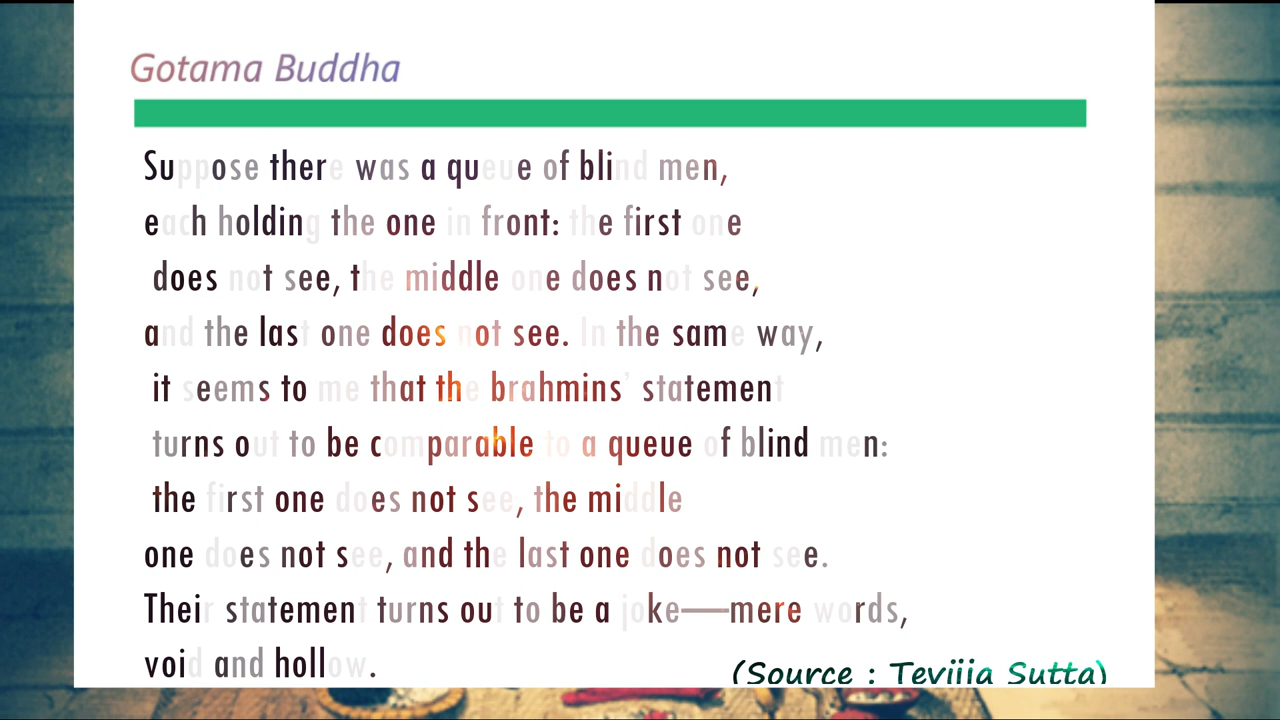 Gotama Buddha
Suppose there was a queue of blind men,
each holding the one in front: the first one
does not see, the middle one does not see,
and the last one does not see. In the same way,
it seems to me that the brahmins’ statement
turns out to be comparable to a queue of blind men:
the first one does not see, the middle
one does not see, and the last one does not see.
Their statement turns out to be a joke—mere words,
void and hollow.
(Source : Tevijja Sutta)